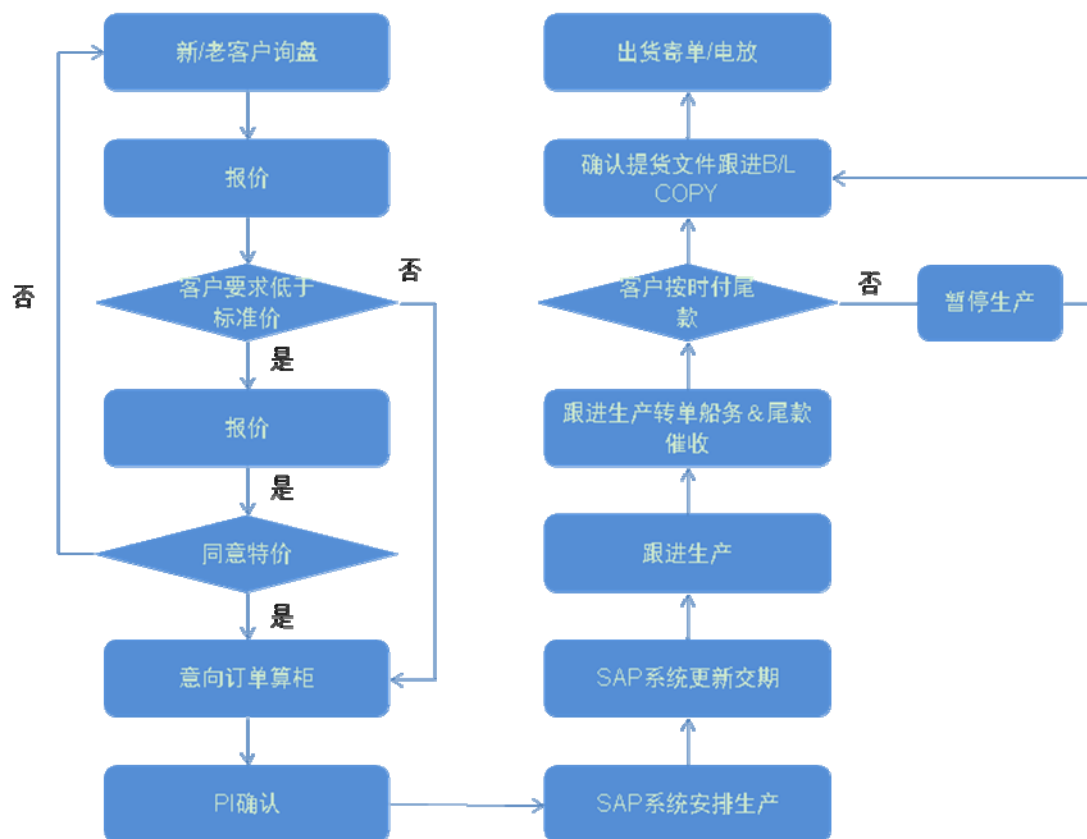 新/老客户询盘
报价
客户要求低于
标准价
否
是
报价
是
否
同意特价
是
意向订单算柜
PI确认
出货寄单/电放
确认提货文件跟进B/L
COPY
客户按时付尾
款
否
暂停生产
跟进生产转单船务＆尾款
催收
跟进生产
SAP系统更新交期
SAP系统安排生产